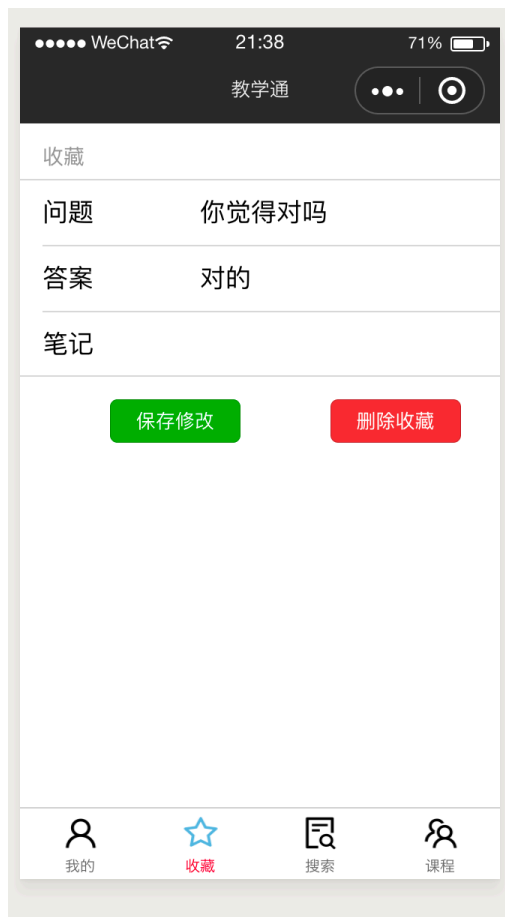 WeChat 21:38 71%
教学通
收藏
问题 你觉得对吗
答案 对的
笔记
保存修改 删除收藏
我的 收藏 搜索 课程